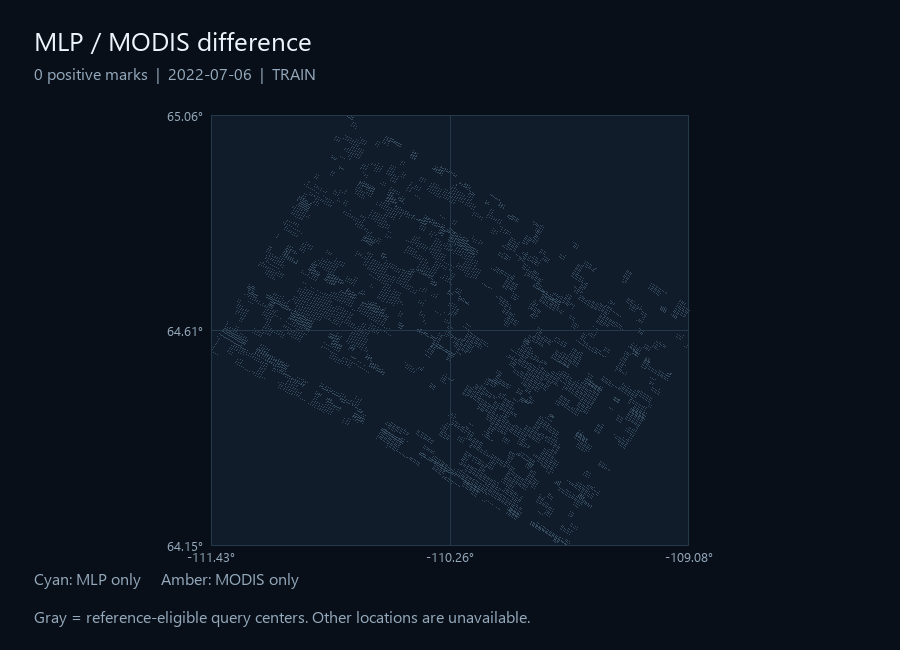 MLP / MODIS difference
0 positive marks | 2022-07-06 | TRAIN
65.06°
64.61°
64.15°
-111.43° -110.26° -109.08°
Cyan: MLP only Amber: MODIS only
Gray = reference-eligible query centers. Other locations are unavailable.